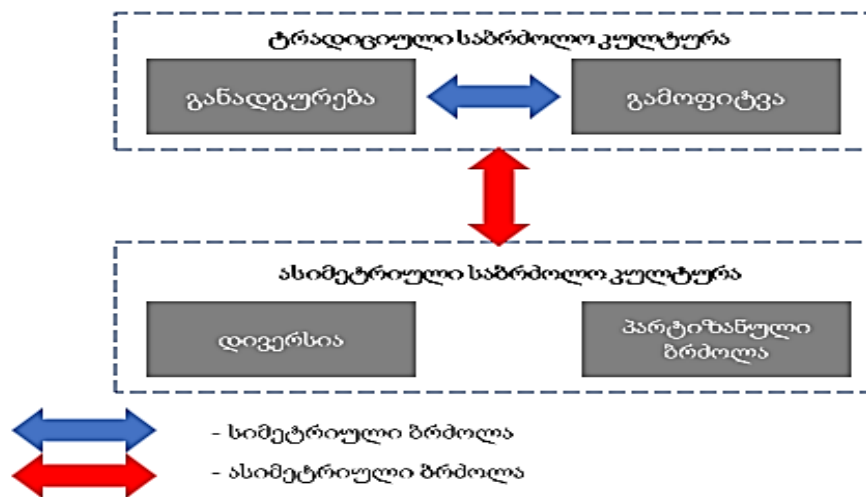 ტრადიციული საბრძოლო კულტურა
განადგურება
გამოფიტვა
ასიმეტრიული საბრძოლო კულტურა
დივერსია
პარტიზანული
ბრძოლა
- სიმეტრიული ბრძოლა
- ასიმეტრიული ბრძოლა